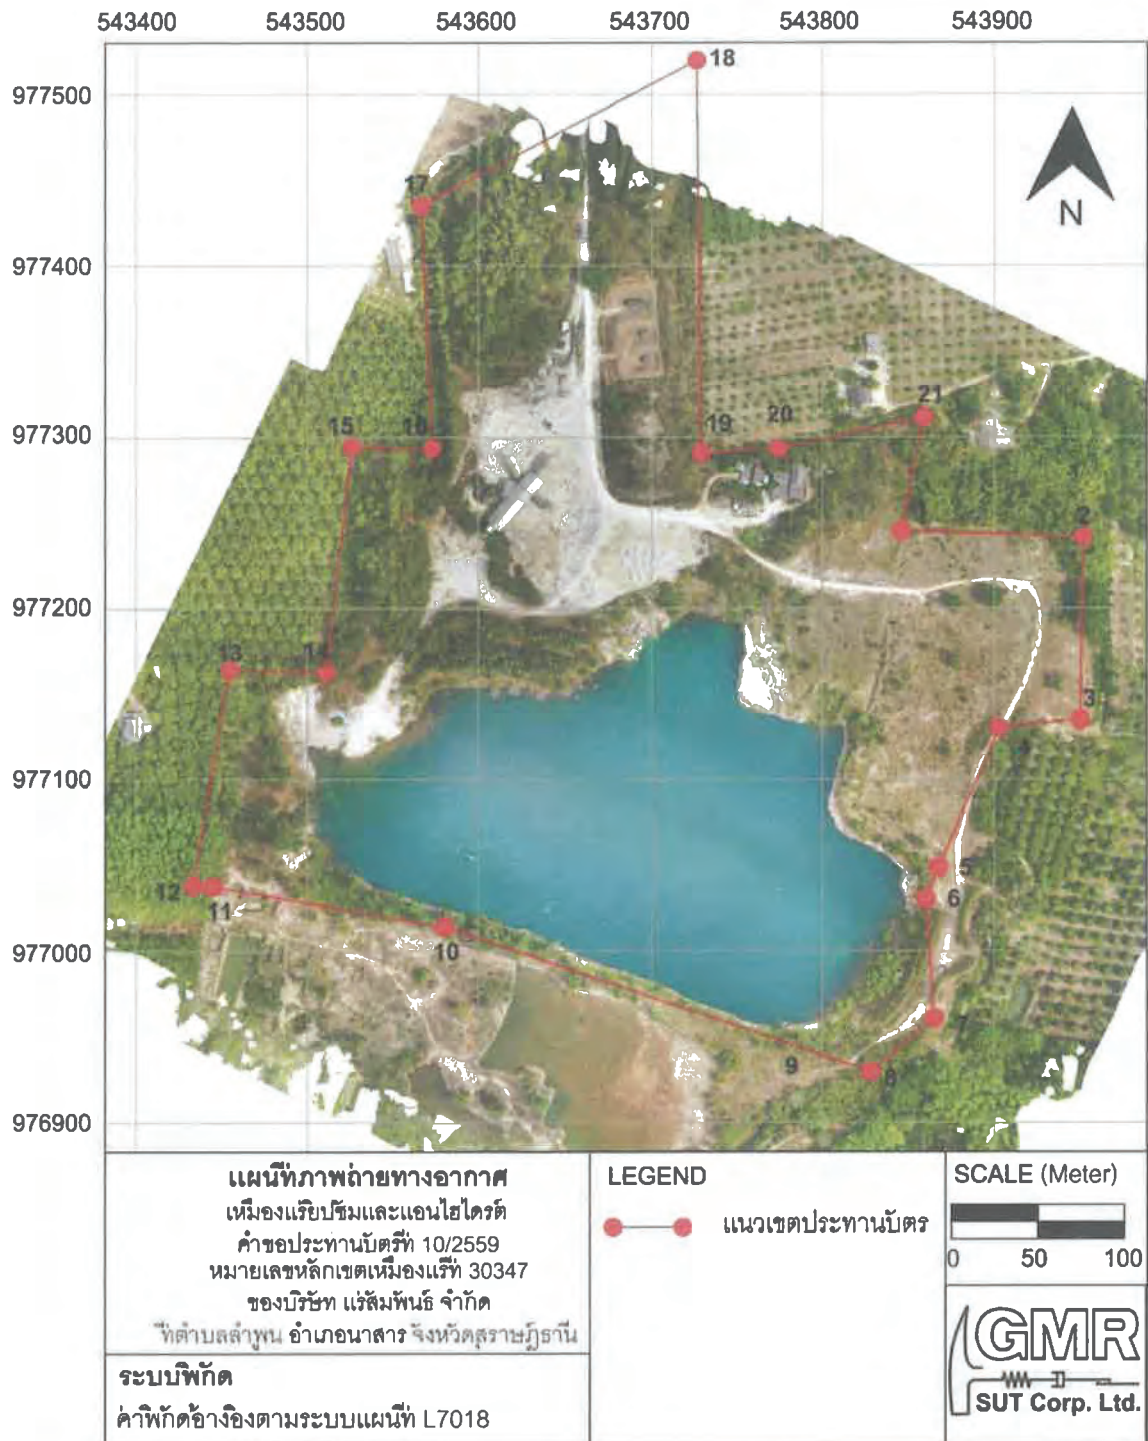 543400 543500 543600 543700 543800 543900
977500
977400
977300
977200
977100
977000
976900
18
17
N
21
15 16 19 20
2
13 14
3
5
12 11 6
10
7
9 8
แผนที่ภาพถ่ายทางอากาศ
เหมืองแร่ยิปซัมและแอนไฮไดรต์
คำขอประทานบัตรที่ 10/2559
หมายเลขหลักเขตเหมืองแร่ที่ 30347
ของบริษัท แร่สัมพันธ์ จำกัด
ที่ตำบลลำพูน อำเภอนาสาร จังหวัดสุราษฎ์ธานี
ระบบพิกัด
ค่าพิกัดอ้างอิงตามระบบแผนที่ L7018
LEGEND
แนวเขตประทานบัตร
SCALE (Meter)
0 50 100
GMR
SUT Corp. Ltd.